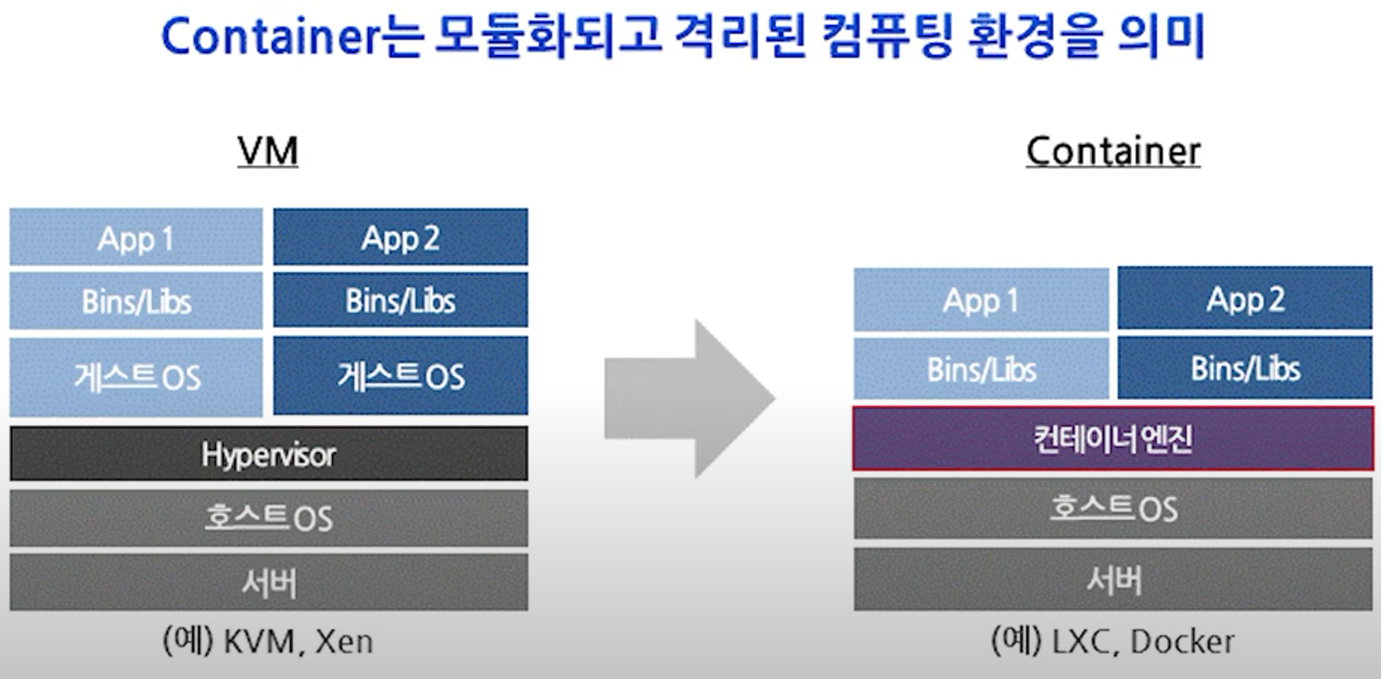 Container는 모듈화되고 격리된 컴퓨팅 환경을 의미
VM
App 1
App 2
Bins/Libs
Bins/Libs
게스트 OS
게스트 OS
Hypervisor
호스트 OS
서버
(예) KVM, Xen
Container
App 1
App 2
Bins/Libs
Bins/Libs
컨테이너 엔진
호스트 OS
서버
(예) LXC, Docker